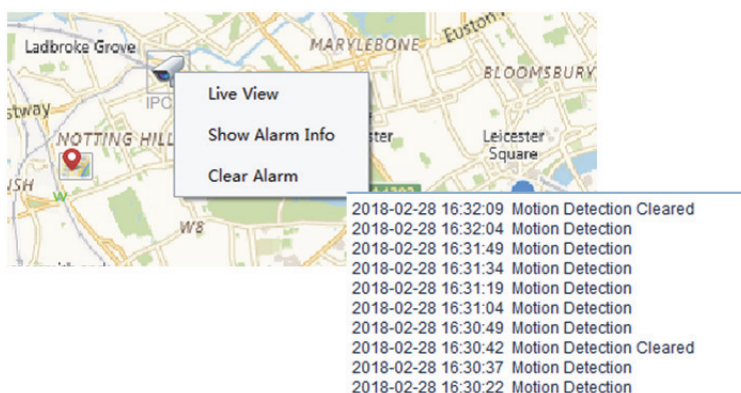 Euston
Ladbroke Grove
MARYLEBONE
BLOOMSBURY
IPC
Live View
stway
Show Alarm Info
NOTTING HILL
ster
Leicester
Square
Clear Alarm
ISH
W
W8
2018-02-28 16:32:09 Motion Detection Cleared
2018-02-28 16:32:04 Motion Detection
2018-02-28 16:31:49 Motion Detection
2018-02-28 16:31:34 Motion Detection
2018-02-28 16:31:19 Motion Detection
2018-02-28 16:31:04 Motion Detection
2018-02-28 16:30:49 Motion Detection
2018-02-28 16:30:42 Motion Detection Cleared
2018-02-28 16:30:37 Motion Detection
2018-02-28 16:30:22 Motion Detection